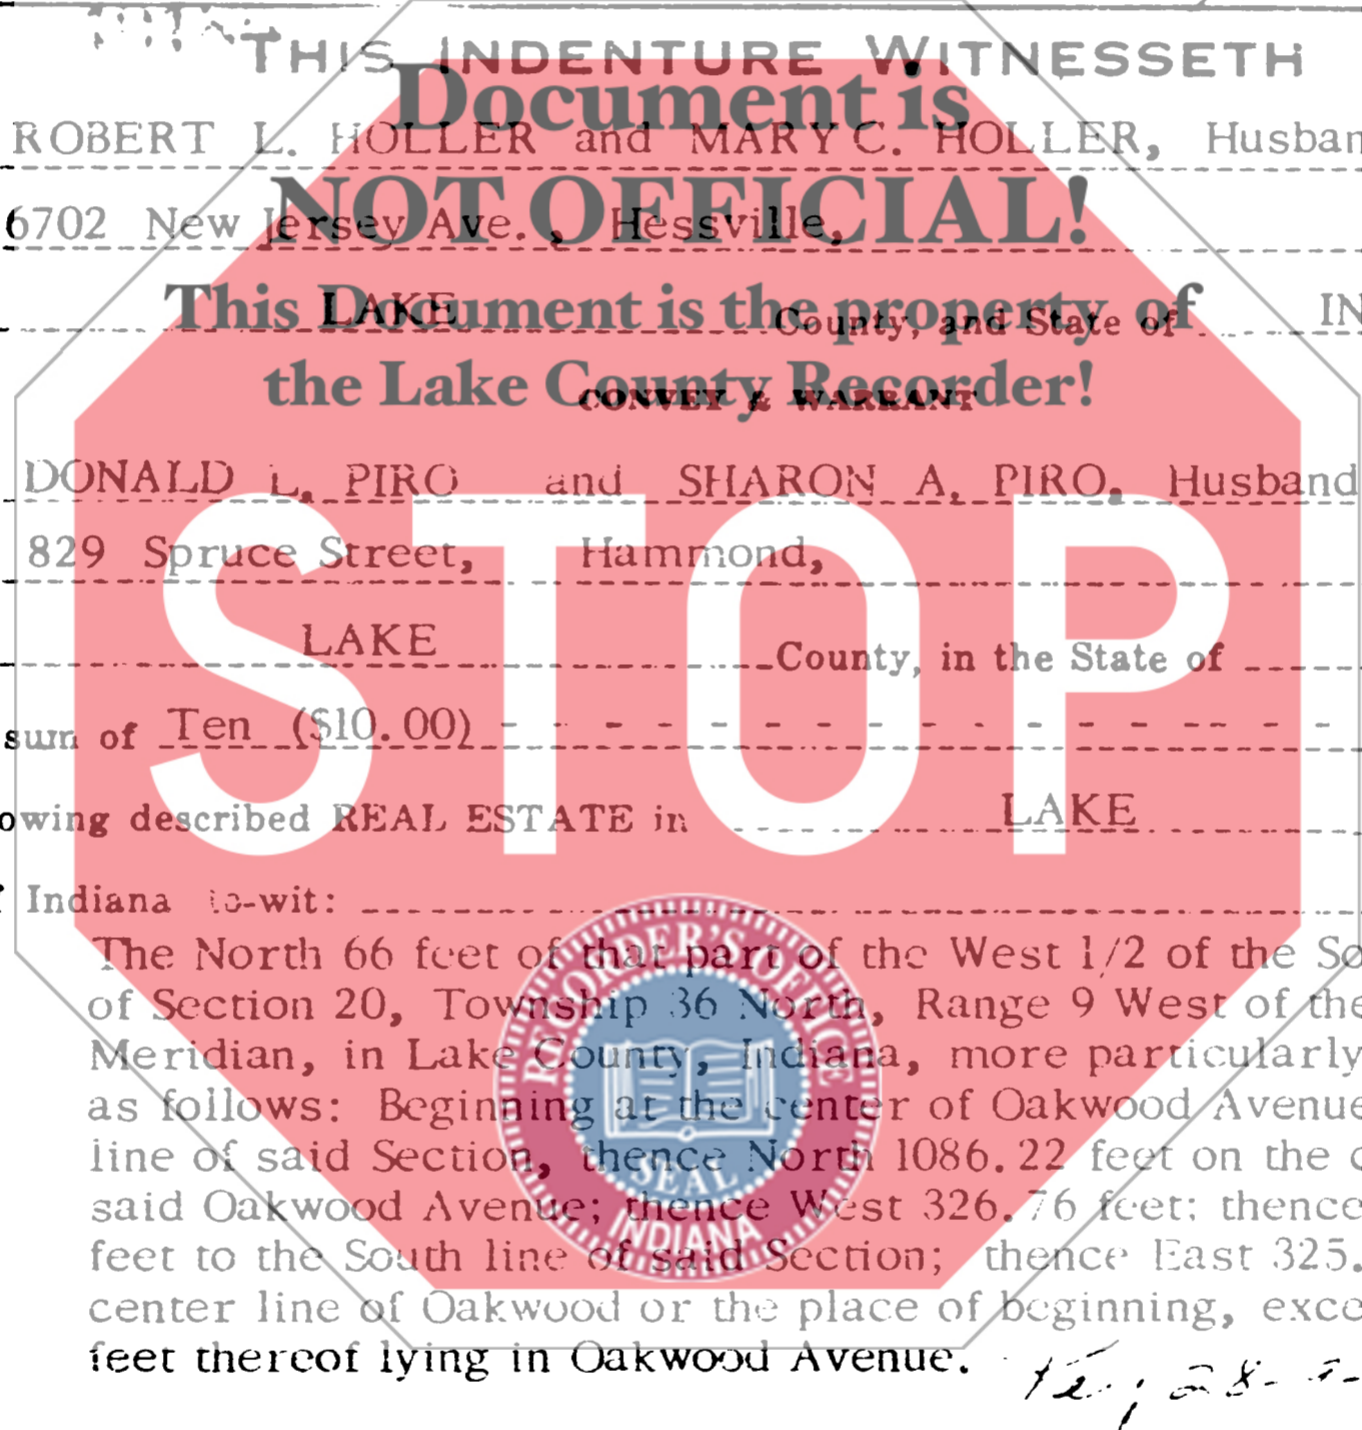 THIS INDENTURE WITNESSETH
Document is
ROBERT L. HOLLER and MARY C. HOLLER, Husban
NOT OFFICIAL!
6702 New Jersey Ave., Hessville,
This Document is the property of
LAKE County, and State of IN
the Lake County Recorder!
CONVEY & WARRANT
DONALD L. PIRO and SHARON A. PIRO, Husband
STOP
829 Spruce Street, Hammond,
LAKE County, in the State of
sum of Ten ($10.00) - - - - - - - - - - - - - - - - - -
owing described REAL ESTATE in LAKE
Indiana to-wit:
The North 66 feet of that part of the West 1/2 of the So
of Section 20, Township 36 North, Range 9 West of the
Meridian, in Lake County, Indiana, more particularly
as follows: Beginning at the center of Oakwood Avenue
line of said Section, thence North 1086.22 feet on the c
said Oakwood Avenue; thence West 326.76 feet; thence
feet to the South line of said Section; thence East 325.
center line of Oakwood or the place of beginning, exce
feet thereof lying in Oakwood Avenue.
RECORDER'S OFFICE
SEAL
INDIANA